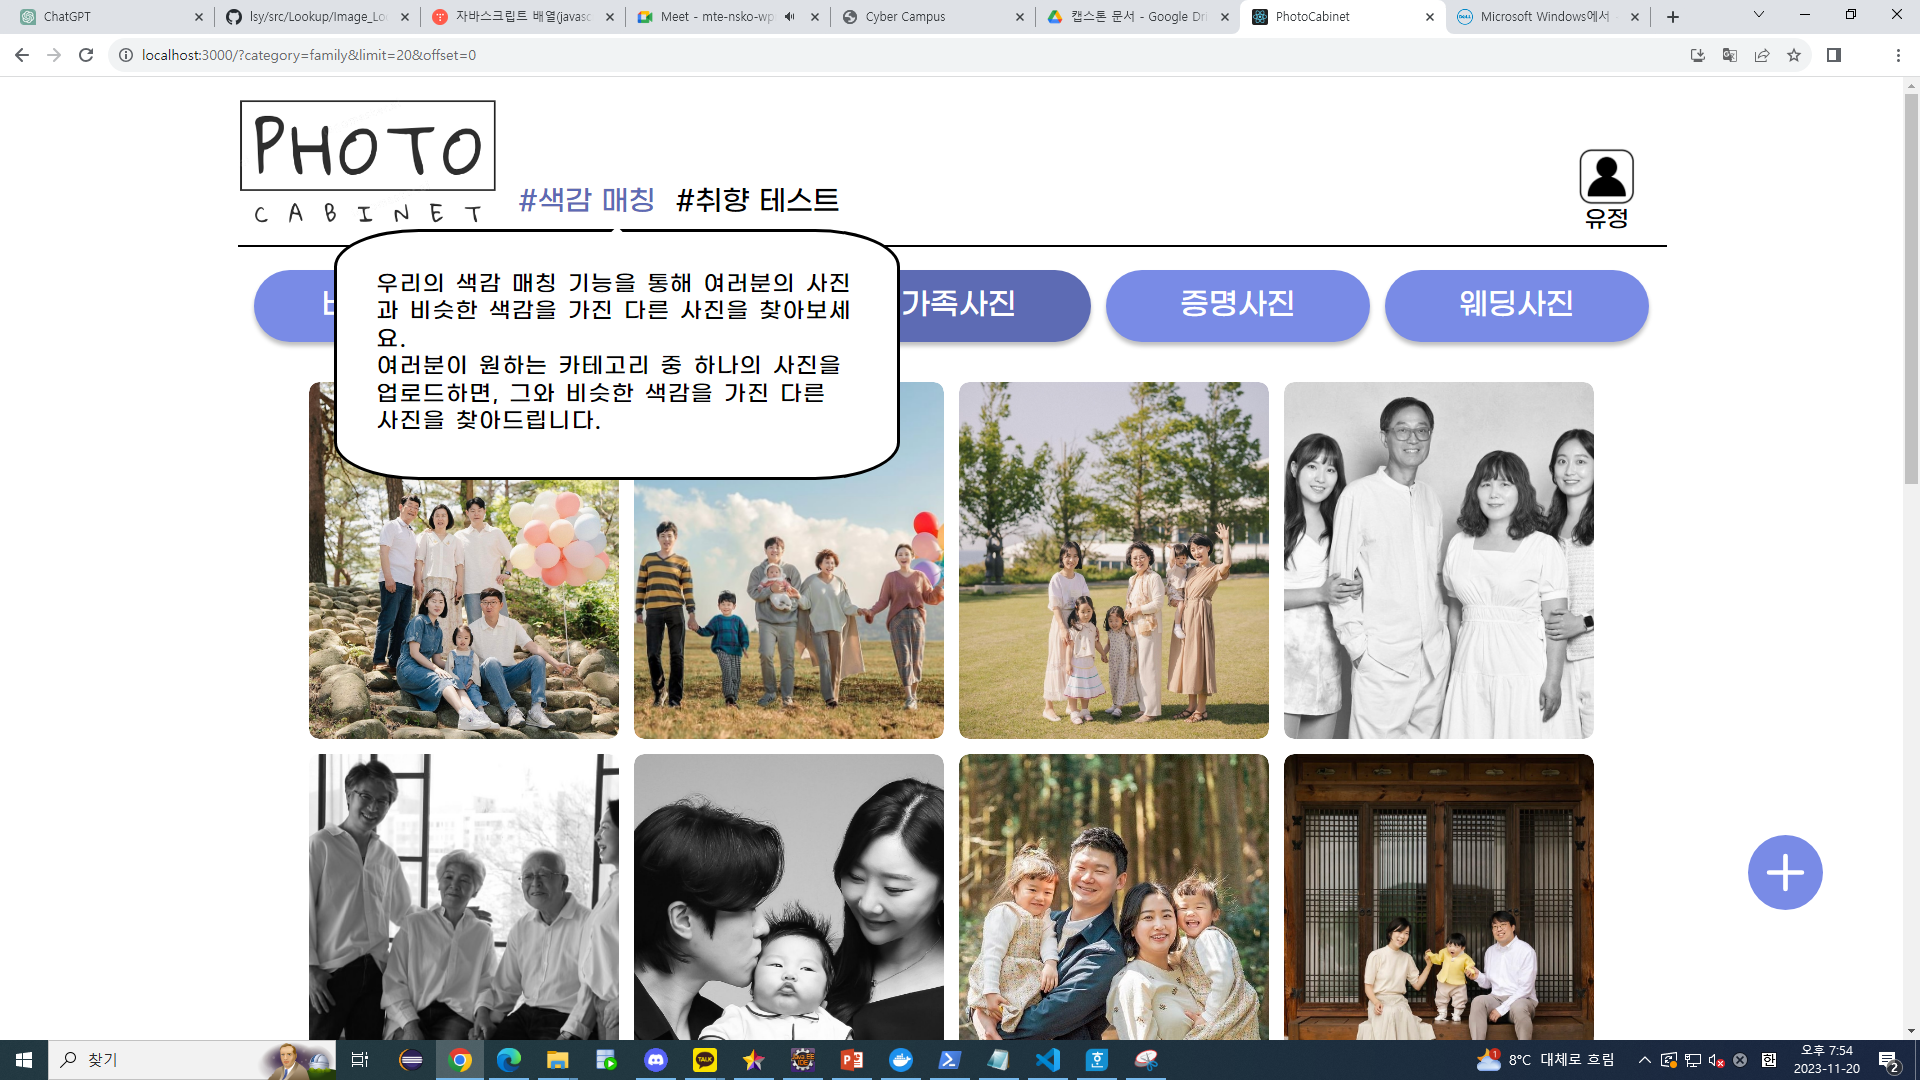 ChatGPT
lsy/src/Lookup/Image_Lo
자바스크립트 배열(javasc
Meet - mte-nsko-wp
Cyber Campus
캡스톤 문서 - Google Dri
PhotoCabinet
Microsoft Windows에서
localhost:3000/?category=family&limit=20&offset=0
PHOTO
CABINET
#색감 매칭 #취향 테스트
유정
우리의 색감 매칭 기능을 통해 여러분의 사진
과 비슷한 색감을 가진 다른 사진을 찾아보세
요.
여러분이 원하는 카테고리 중 하나의 사진을
업로드하면, 그와 비슷한 색감을 가진 다른
사진을 찾아드립니다.
가족사진
증명사진
웨딩사진
찾기
TALK
8°C 대체로 흐림
한
오후 7:54
2023-11-20
2